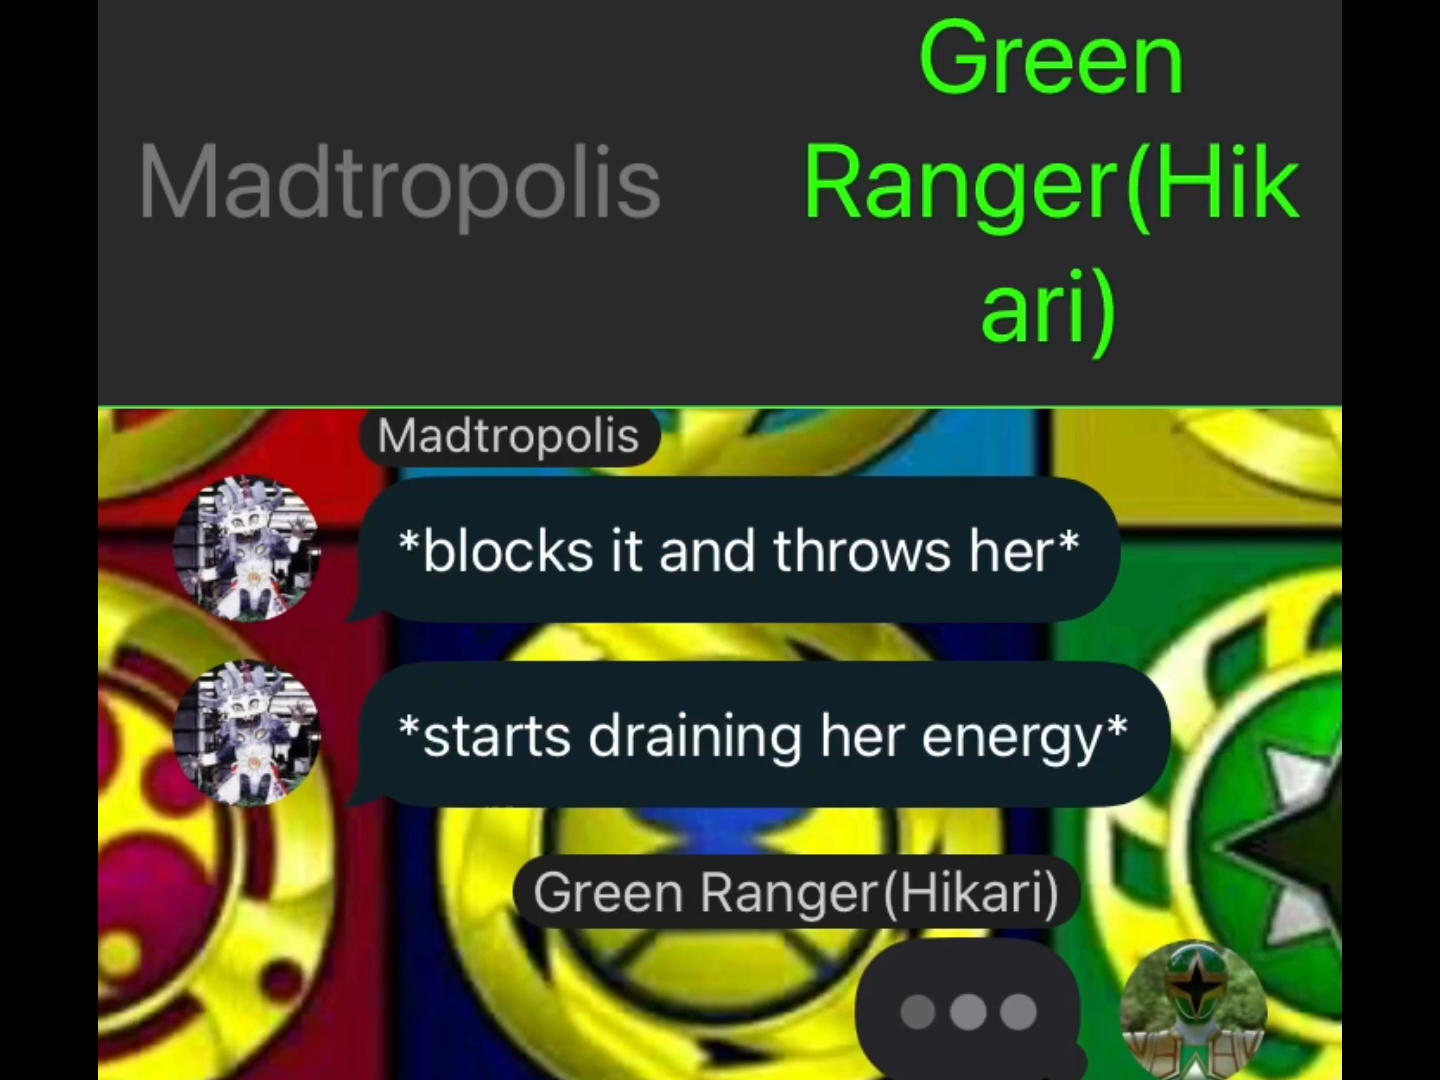 Madtropolis
Green
Ranger(Hik
ari)
Madtropolis
*blocks it and throws her*
*starts draining her energy*
Green Ranger(Hikari)